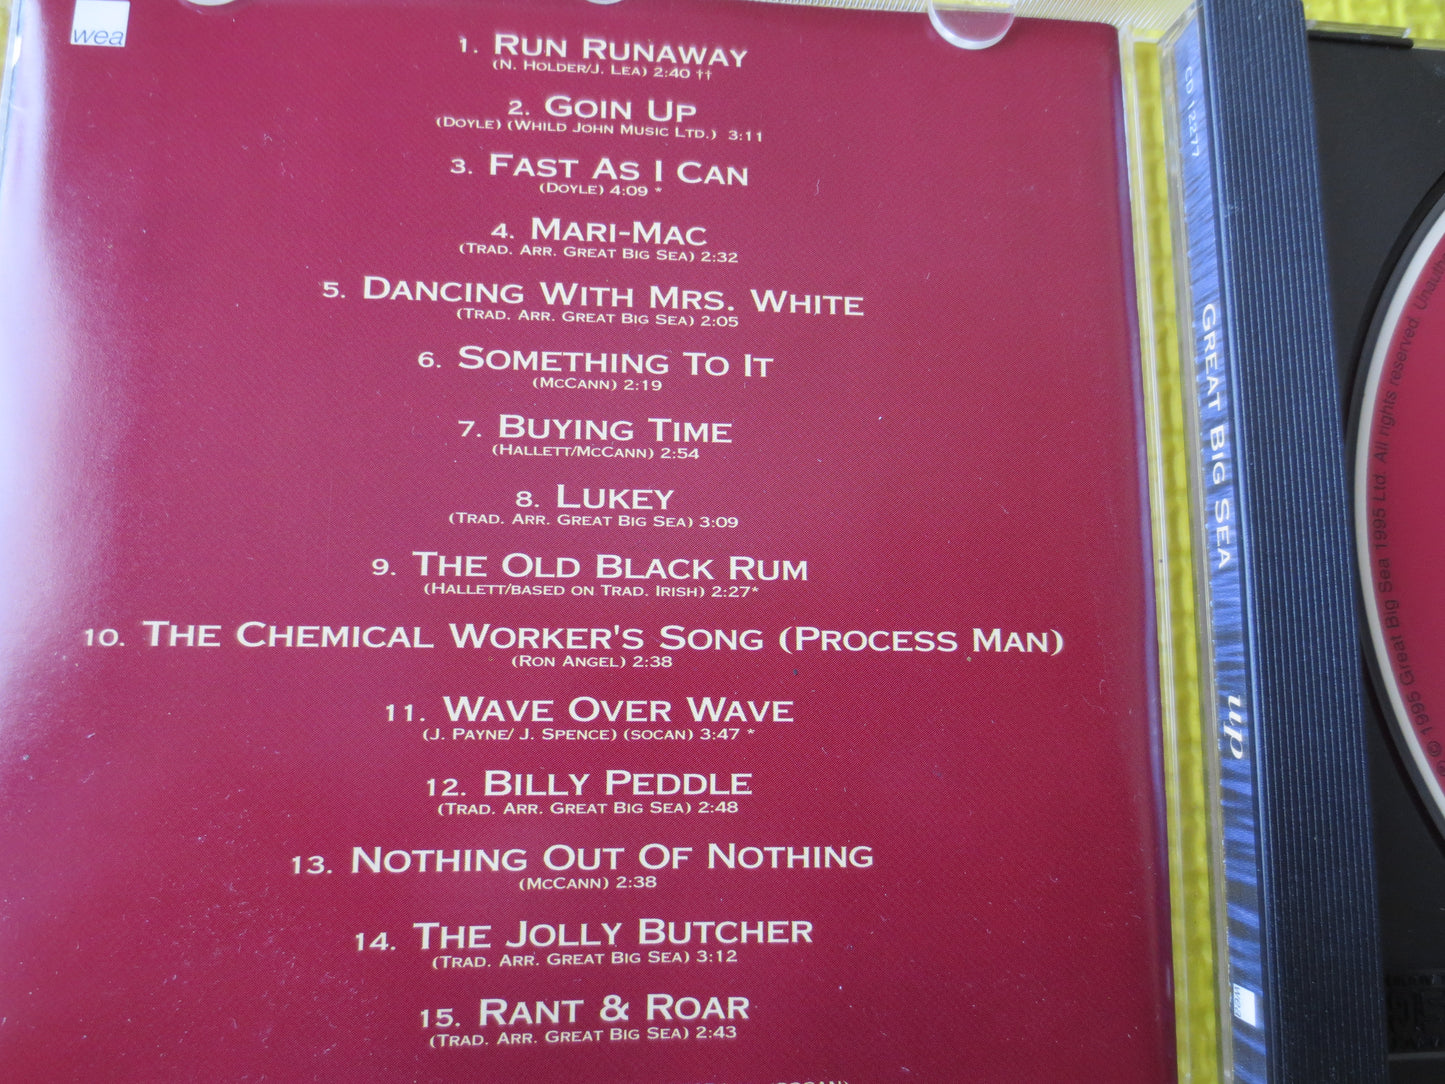 wea
1. RUN RUNAWAY
(N. HOLDER/J. LEA) 2:40 ††
2. GOIN UP
(DOYLE) (WHILD JOHN MUSIC LTD.) 3:11
3. FAST AS I CAN
(DOYLE) 4:09 *
4. MARI-MAC
(TRAD. ARR. GREAT BIG SEA) 2:32
5. DANCING WITH MRS. WHITE
(TRAD. ARR. GREAT BIG SEA) 2:05
6. SOMETHING TO IT
(MCCANN) 2:19
7. BUYING TIME
(HALLETT/MCCANN) 2:54
8. LUKEY
(TRAD. ARR. GREAT BIG SEA) 3:09
9. THE OLD BLACK RUM
(HALLETT/BASED ON TRAD. IRISH) 2:27*
10. THE CHEMICAL WORKER'S SONG (PROCESS MAN)
(RON ANGEL) 2:38
11. WAVE OVER WAVE
(J. PAYNE/ J. SPENCE) (SOCAN) 3:47 *
12. BILLY PEDDLE
(TRAD. ARR. GREAT BIG SEA) 2:48
13. NOTHING OUT OF NOTHING
(MCCANN) 2:38
14. THE JOLLY BUTCHER
(TRAD. ARR. GREAT BIG SEA) 3:12
15. RANT & ROAR
(TRAD. ARR. GREAT BIG SEA) 2:43
CD 12277
GREAT BIG SEA
up
wea
© 1995 Great Big Sea 1995 Ltd. All rights reserved.